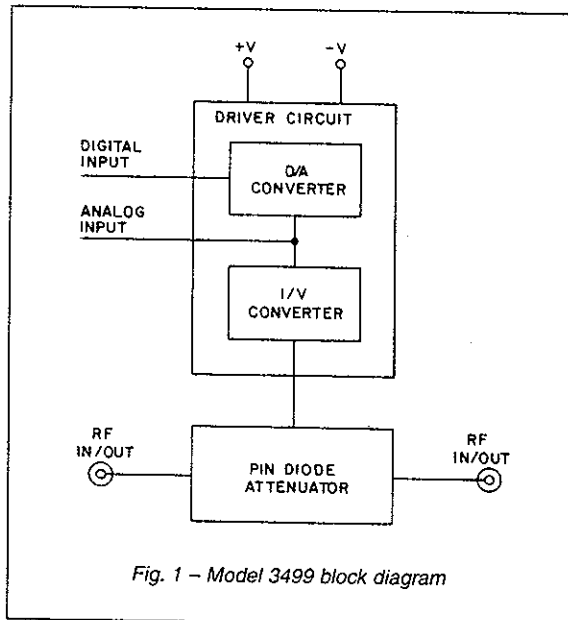 +V
-V
DRIVER CIRCUIT
DIGITAL
INPUT
D/A
CONVERTER
ANALOG
INPUT
I/V
CONVERTER
RF
IN/OUT
PIN DIODE
ATTENUATOR
RF
IN/OUT
Fig. 1 – Model 3499 block diagram